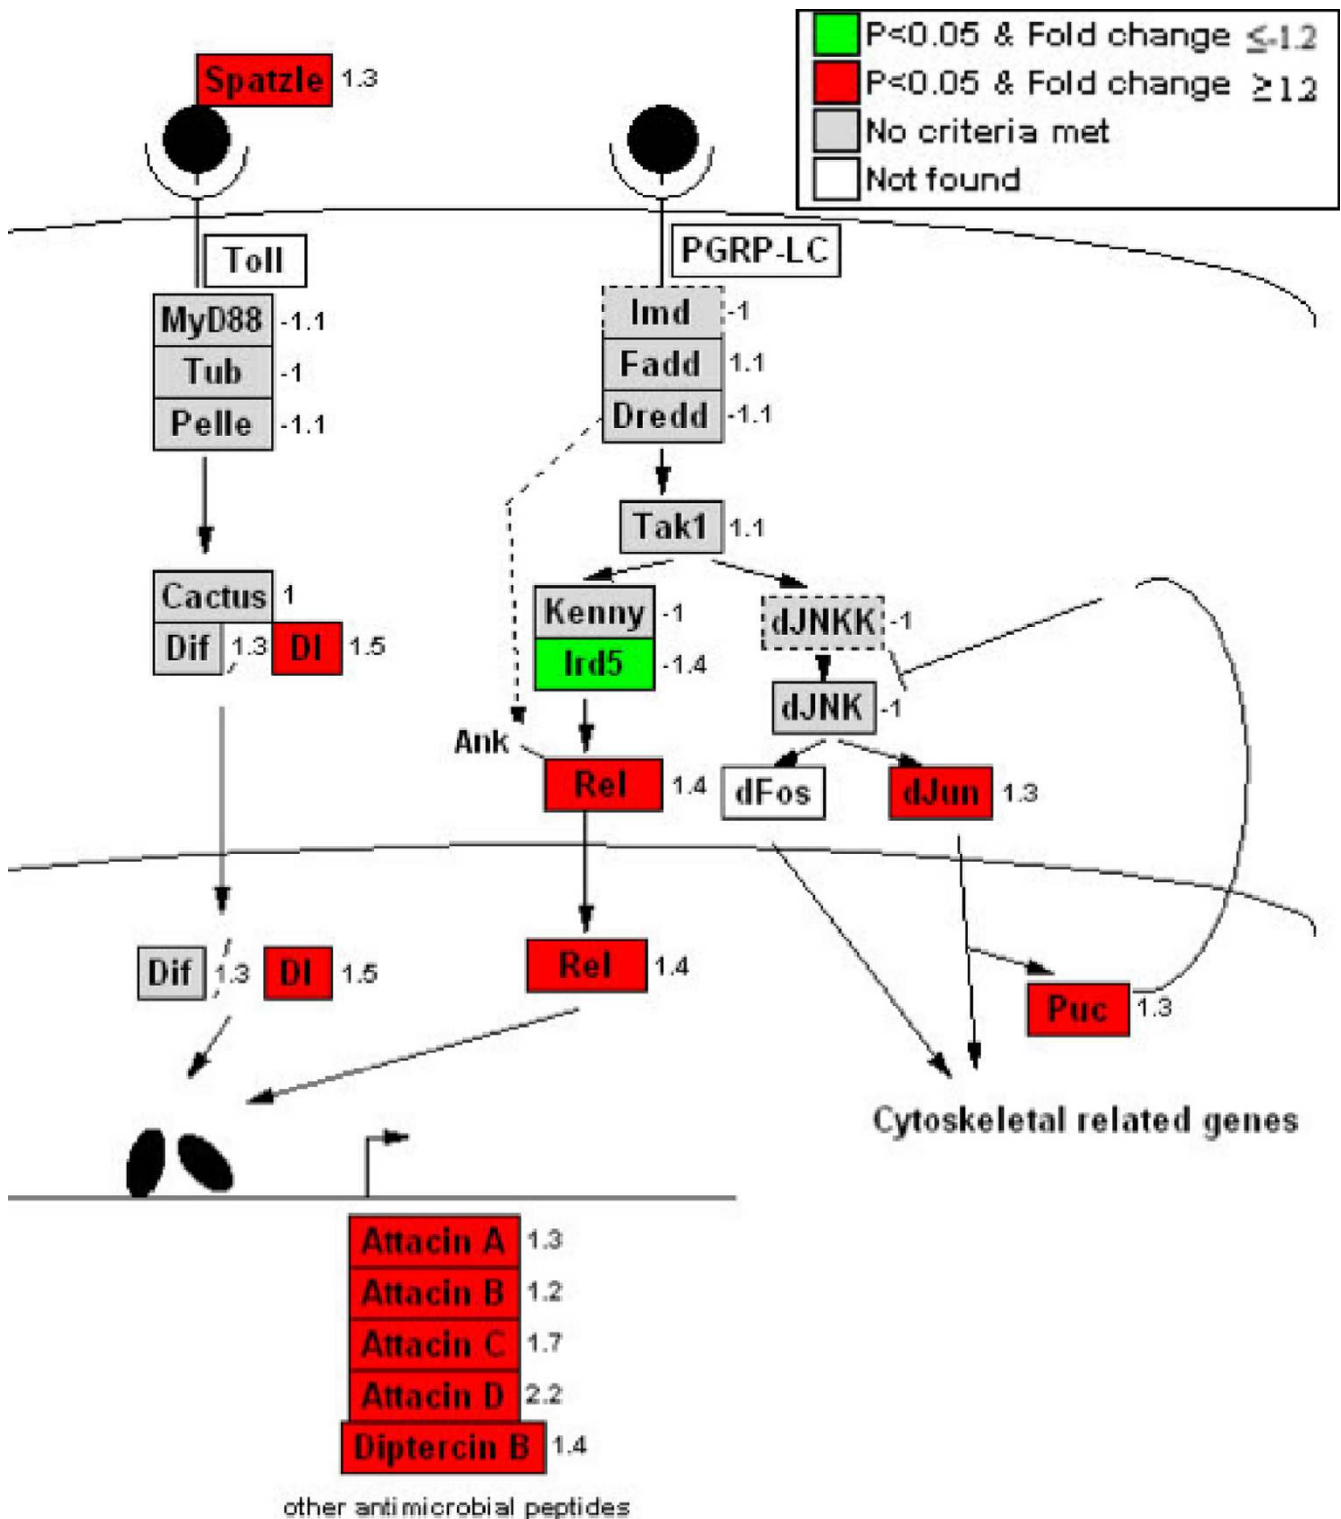 P<0.05 & Fold change ≤-1.2
P<0.05 & Fold change ≥1.2
No criteria met
Not found
Spatzle 1.3
Toll
PGRP-LC
MyD88 -1.1
Tub -1
Pelle -1.1
Imd -1
Fadd 1.1
Dredd -1.1
Tak1 1.1
Cactus 1
Dif 1.3 Dl 1.5
Kenny -1
Ird5 -1.4
dJNKK -1
dJNK -1
Ank
Rel 1.4
dFos
dJun 1.3
Dif 1.3 Dl 1.5
Rel 1.4
Puc 1.3
Cytoskeletal related genes
Attacin A 1.3
Attacin B 1.2
Attacin C 1.7
Attacin D 2.2
Diptercin B 1.4
other antimicrobial peptides